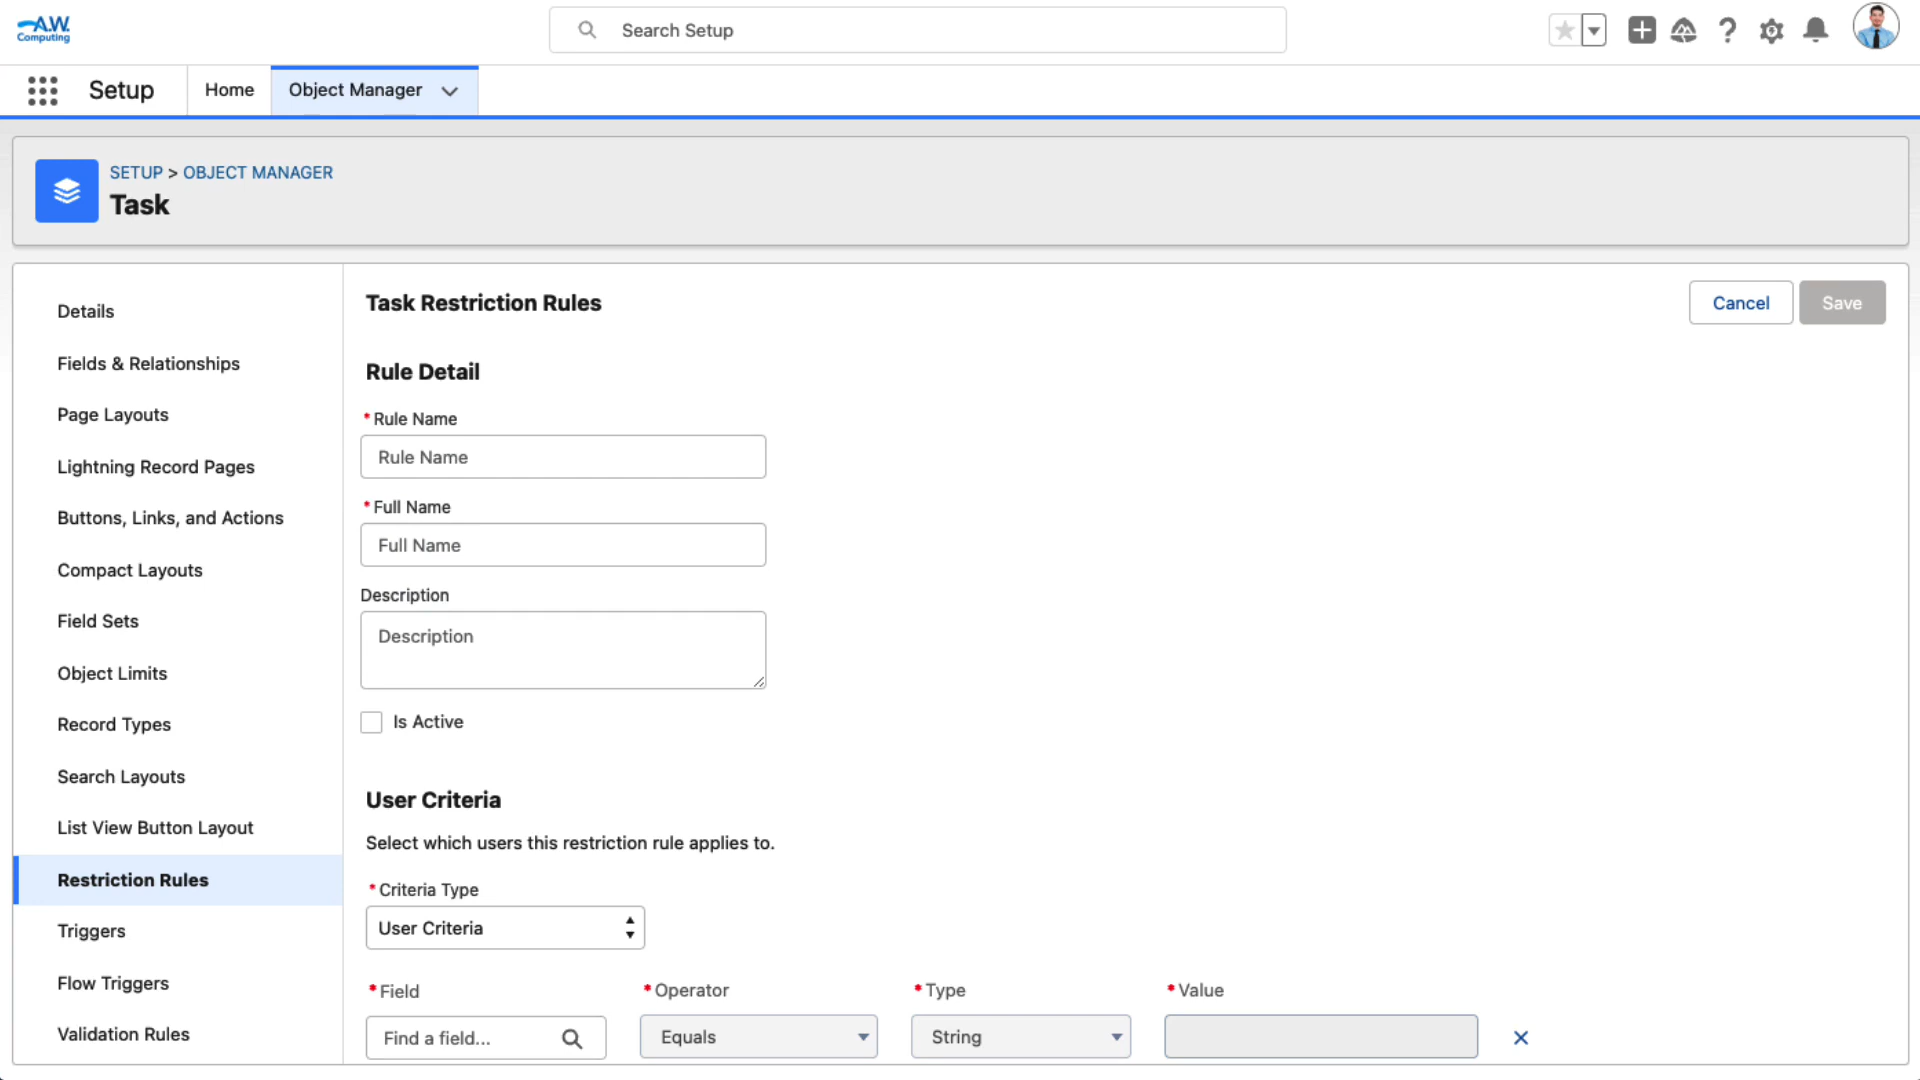 A.W.
Computing
Search Setup
Setup
Home
Object Manager
SETUP > OBJECT MANAGER
Task
Details
Fields & Relationships
Page Layouts
Lightning Record Pages
Buttons, Links, and Actions
Compact Layouts
Field Sets
Object Limits
Record Types
Search Layouts
List View Button Layout
Restriction Rules
Triggers
Flow Triggers
Validation Rules
Task Restriction Rules
Cancel
Save
Rule Detail
* Rule Name
Rule Name
* Full Name
Full Name
Description
Description
Is Active
User Criteria
Select which users this restriction rule applies to.
* Criteria Type
User Criteria
* Field
* Operator
* Type
* Value
Find a field...
Equals
String